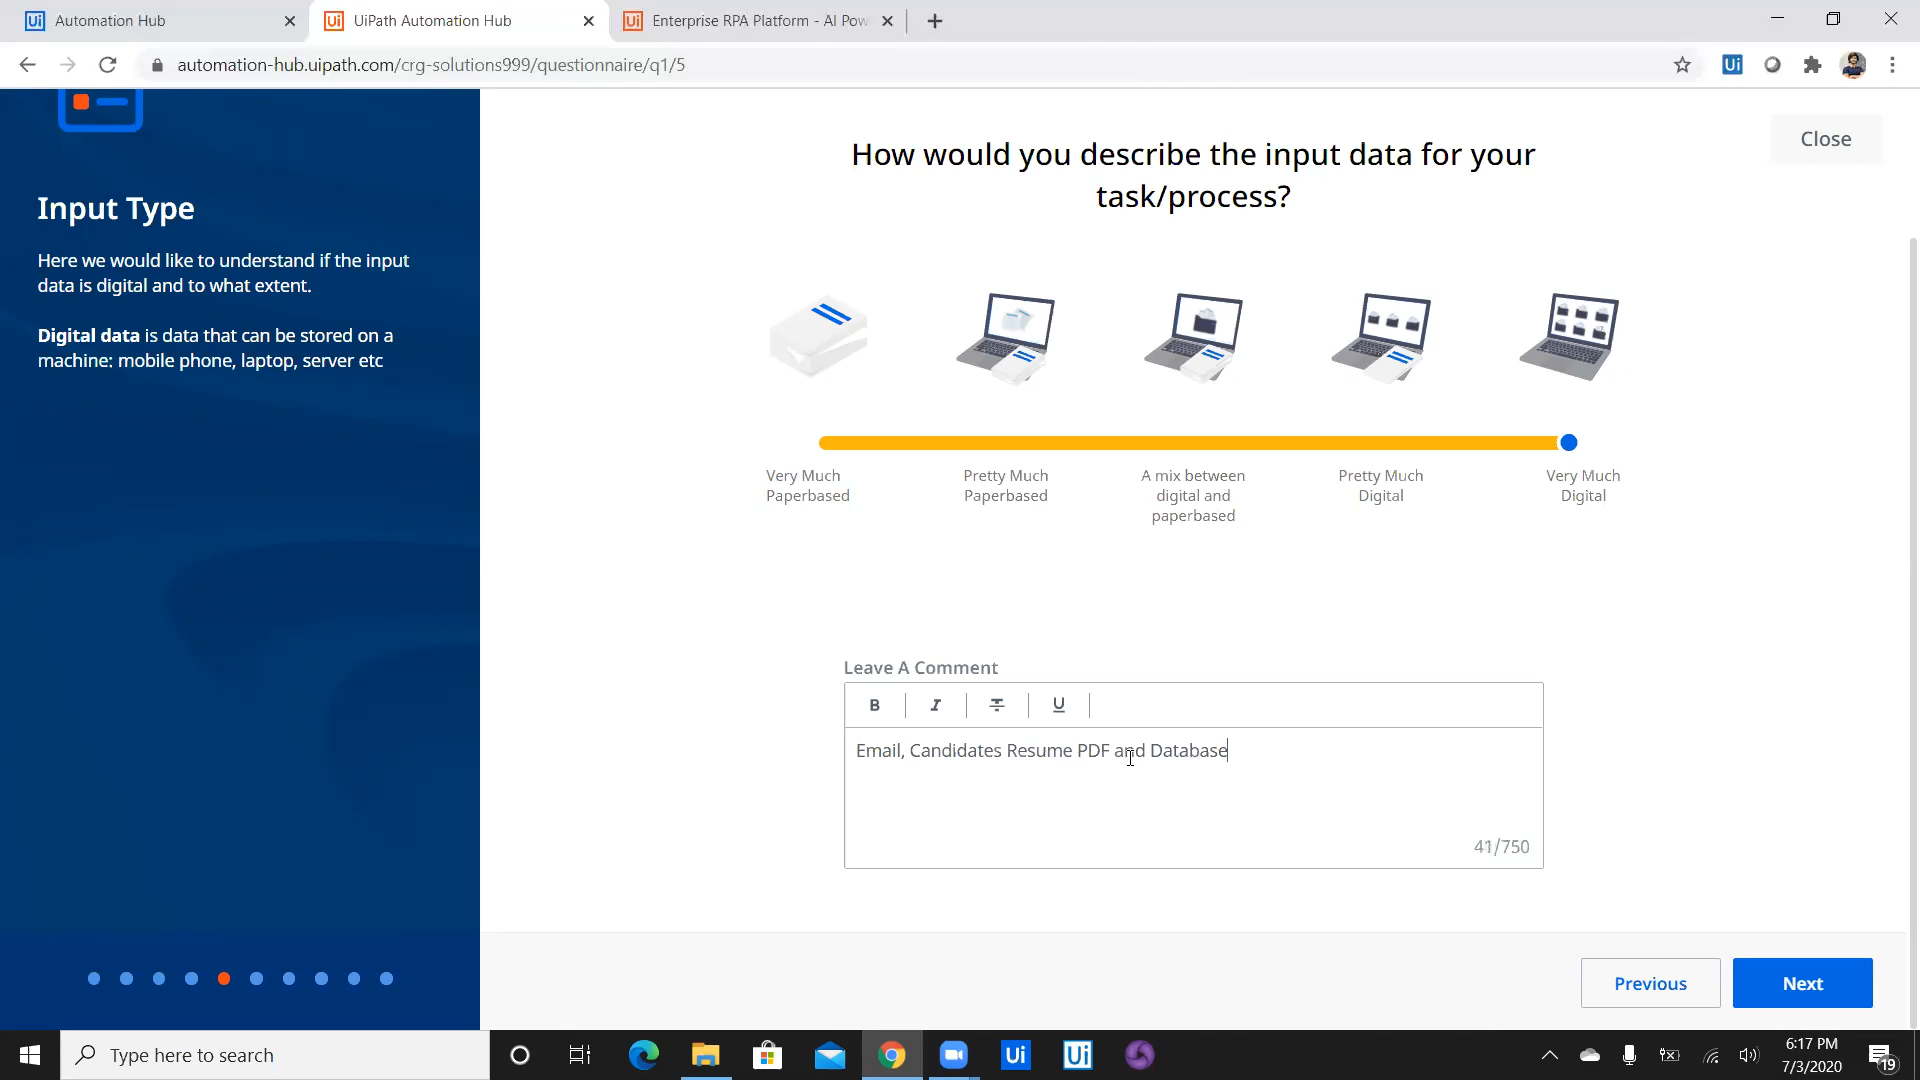 Automation Hub
UiPath Automation Hub
Enterprise RPA Platform - AI Pow
automation-hub.uipath.com/crg-solutions999/questionnaire/q1/5
Ui
Close
How would you describe the input data for your
task/process?
Input Type
Here we would like to understand if the input
data is digital and to what extent.
Digital data is data that can be stored on a
machine: mobile phone, laptop, server etc
Very Much
Paperbased
Pretty Much
Paperbased
A mix between
digital and
paperbased
Pretty Much
Digital
Very Much
Digital
Leave A Comment
B I U
Email, Candidates Resume PDF and Database
41/750
Previous
Next
Type here to search
Ui
Ui
6:17 PM
7/3/2020
19